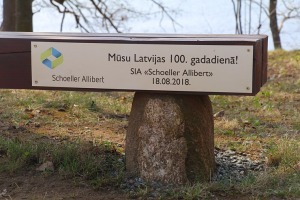 Schoeller Allibert
Mūsu Latvijas 100. gadadienā!
SIA «Schoeller Allibert»
18.08.2018.